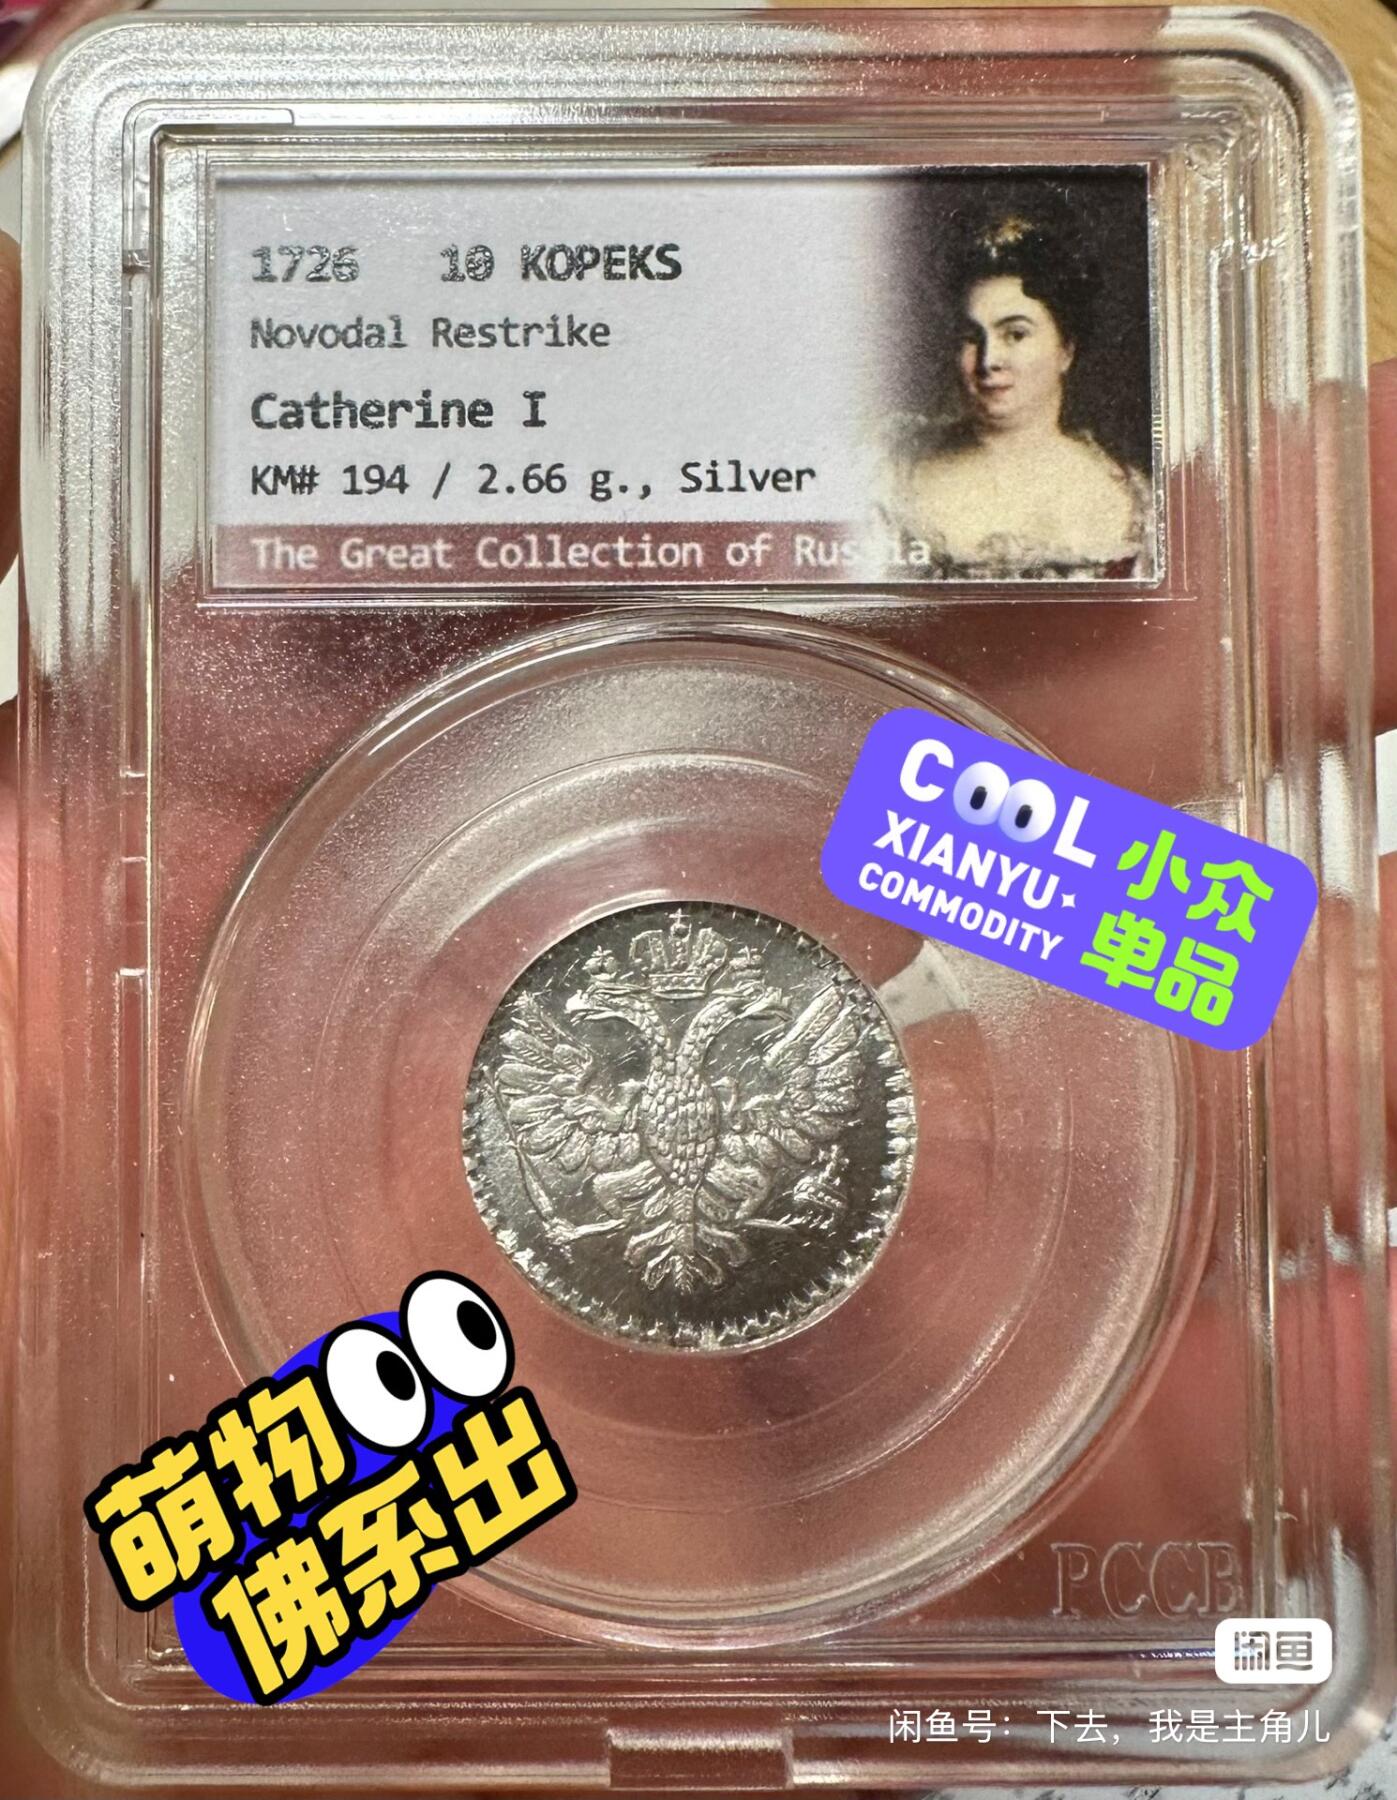 1726 10 KOPEKS
Novodal Restrike
Catherine I
KM# 194 / 2.66 g., Silver
The Great Collection of Russia
COOL
XIANYU
COMMODITY
小众
单品
萌物
佛系出
PCCB
闲鱼
闲鱼号：下去，我是主角儿